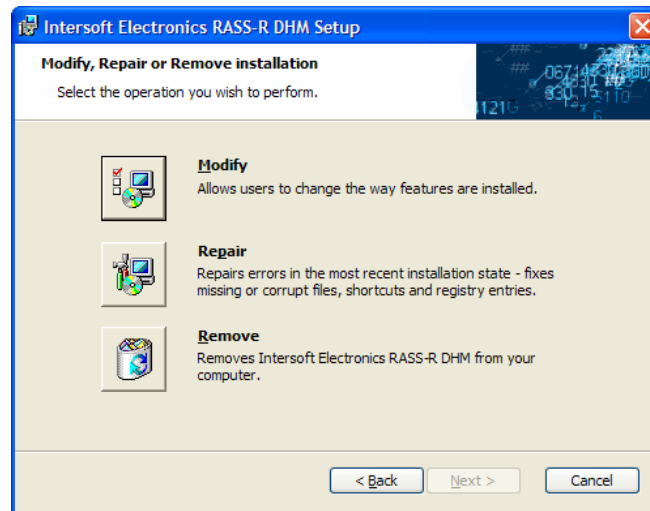 Intersoft Electronics RASS-R DHM Setup
Modify, Repair or Remove installation
Select the operation you wish to perform.
Modify
Allows users to change the way features are installed.
Repair
Repairs errors in the most recent installation state - fixes
missing or corrupt files, shortcuts and registry entries.
Remove
Removes Intersoft Electronics RASS-R DHM from your
computer.
< Back
Next >
Cancel